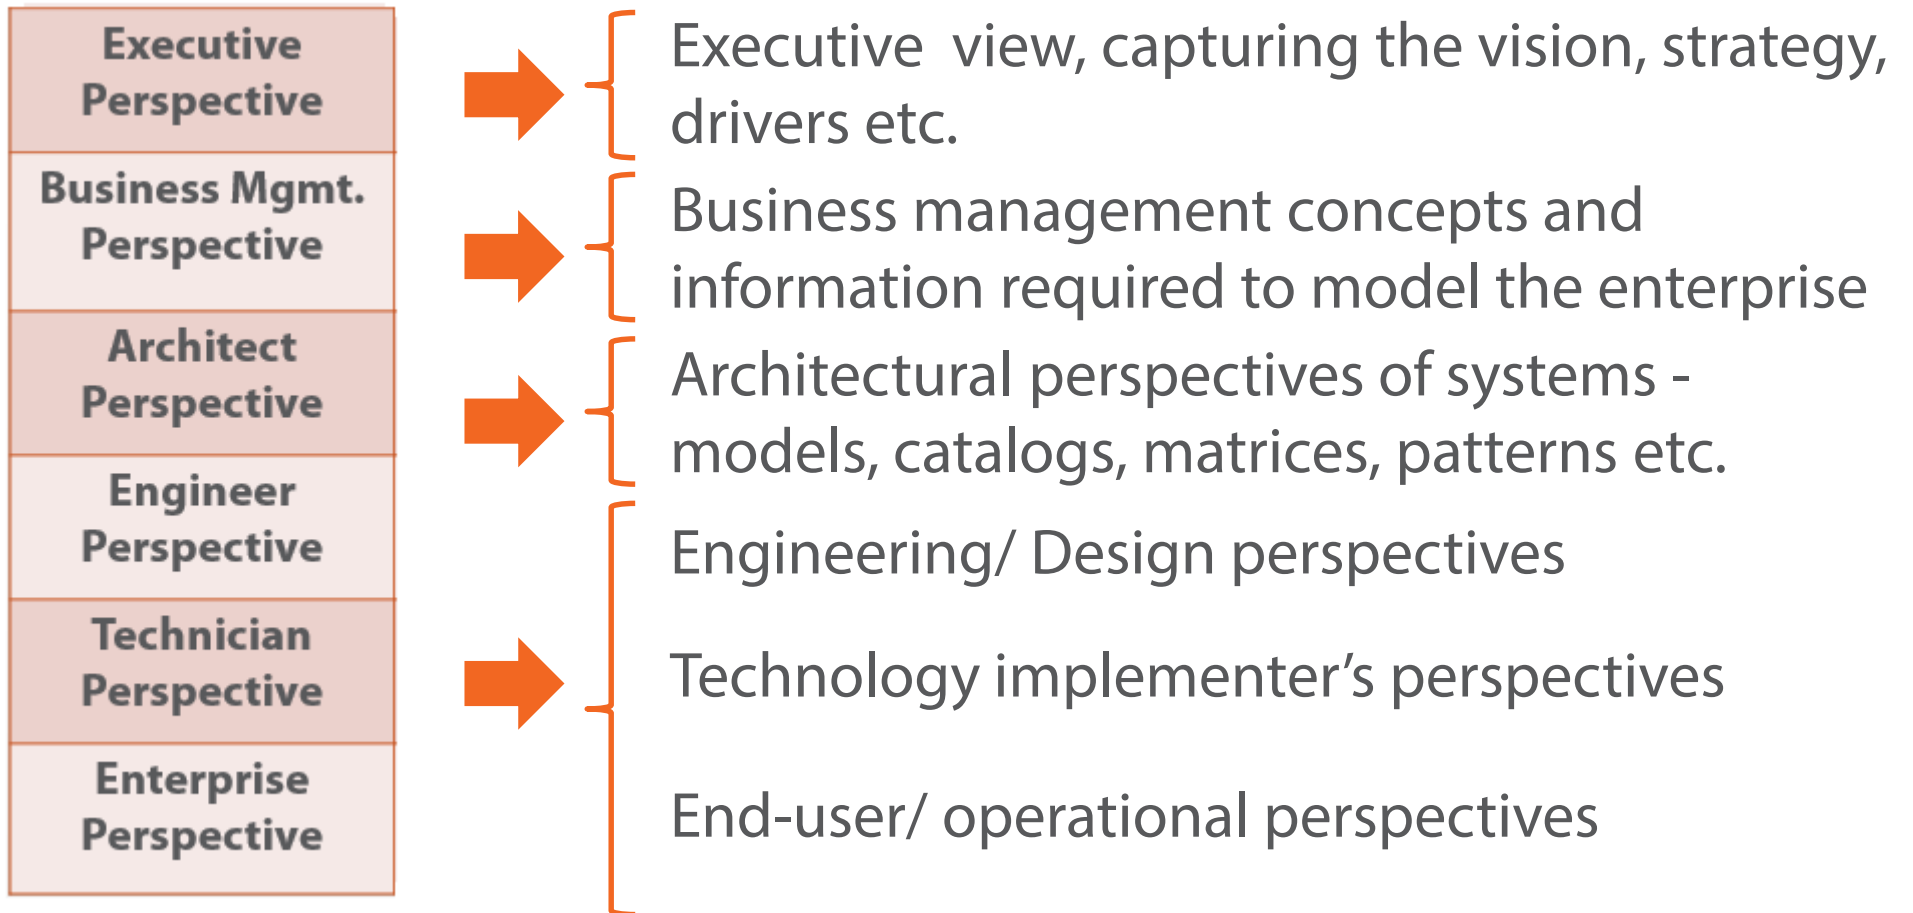 Executive
Perspective
Executive view, capturing the vision, strategy,
drivers etc.
Business Mgmt.
Perspective
Business management concepts and
information required to model the enterprise
Architect
Perspective
Architectural perspectives of systems -
models, catalogs, matrices, patterns etc.
Engineer
Perspective
Engineering/ Design perspectives
Technician
Perspective
Technology implementer’s perspectives
Enterprise
Perspective
End-user/ operational perspectives